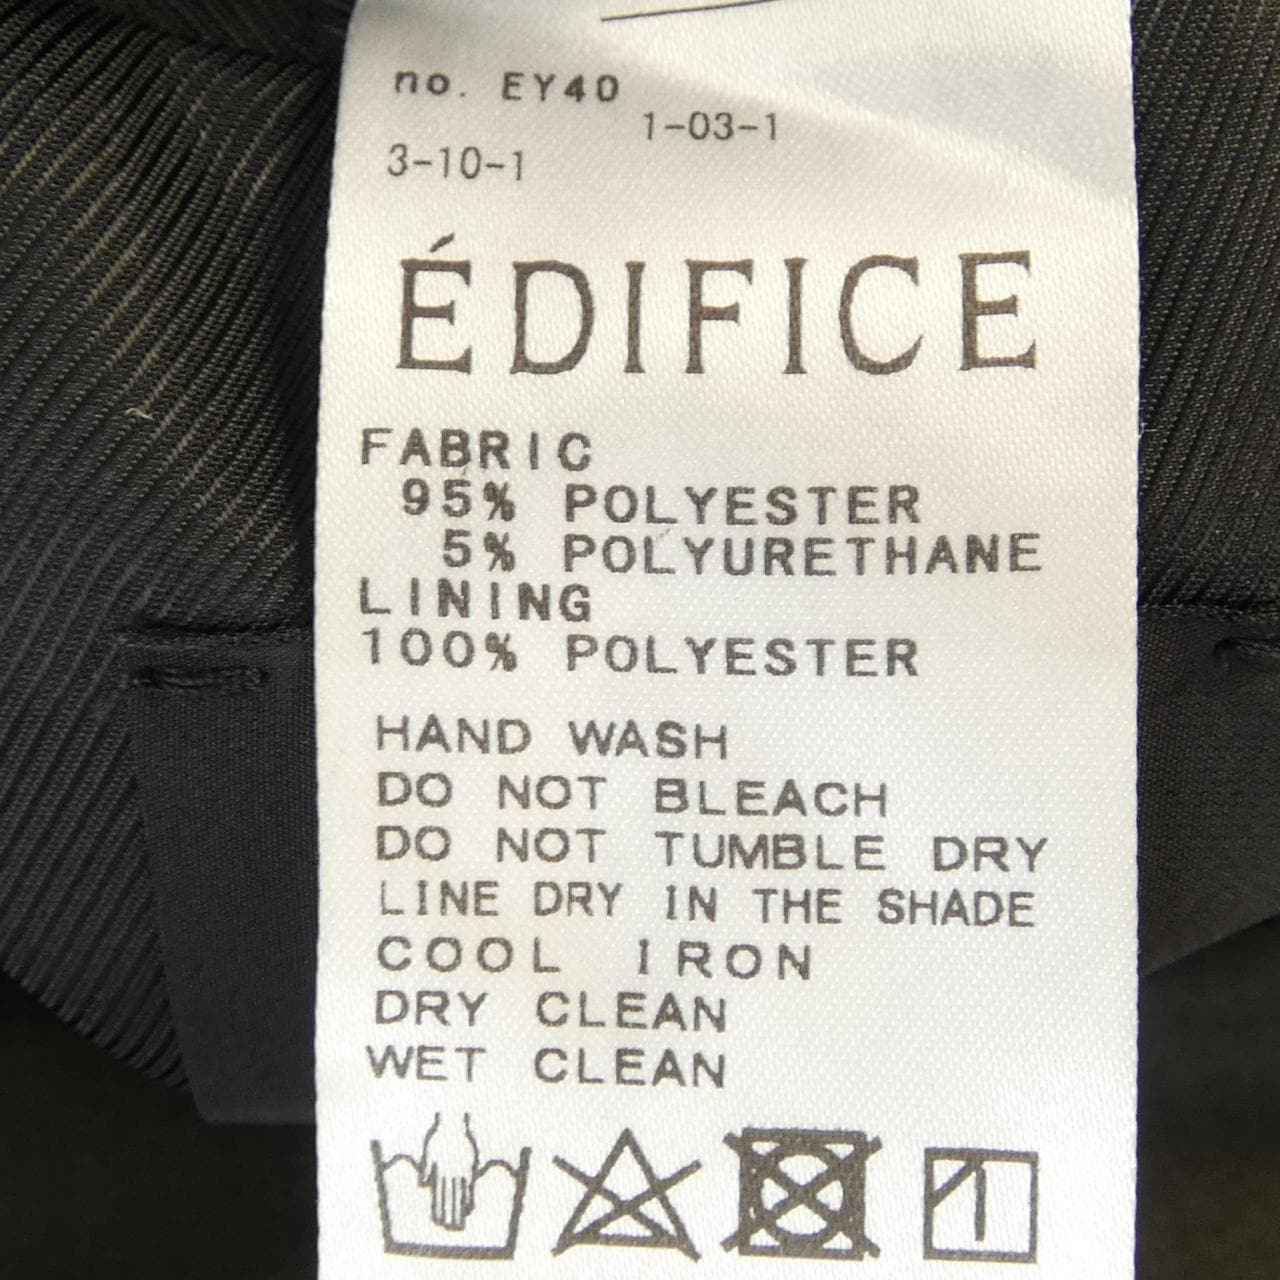 no. EY40
1-03-1
3-10-1
ÉDIFICE
FABRIC
95% POLYESTER
5% POLYURETHANE
LINING
100% POLYESTER
HAND WASH
DO NOT BLEACH
DO NOT TUMBLE DRY
LINE DRY IN THE SHADE
COOL IRON
DRY CLEAN
WET CLEAN